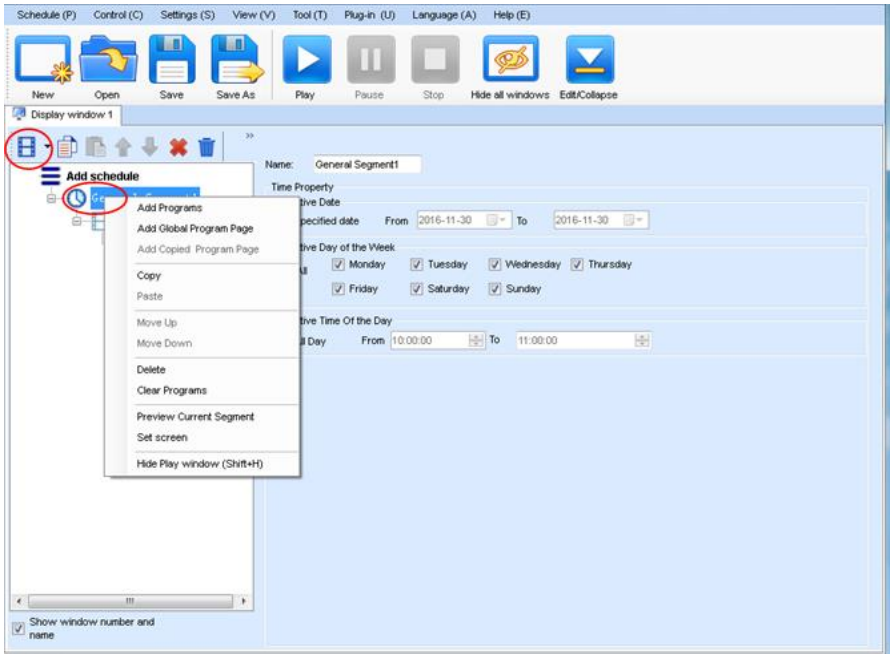 Schedule (P) Control (C) Settings (S) View (V) Tool (T) Plug-in (U) Language (A) Help (E)
New Open Save Save As Play Pause Stop Hide all windows Edit/Collapse
Display window 1
»
Name: General Segment1
Add schedule
Time Property
tive Date
pecified date From 2016-11-30 To 2016-11-30
tive Day of the Week
All Monday Tuesday Wednesday Thursday
Friday Saturday Sunday
tive Time Of the Day
ll Day From 10:00:00 To 11:00:00
Add Programs
Add Global Program Page
Add Copied Program Page
Copy
Paste
Move Up
Move Down
Delete
Clear Programs
Preview Current Segment
Set screen
Hide Play window (Shift+H)
Show window number and
name